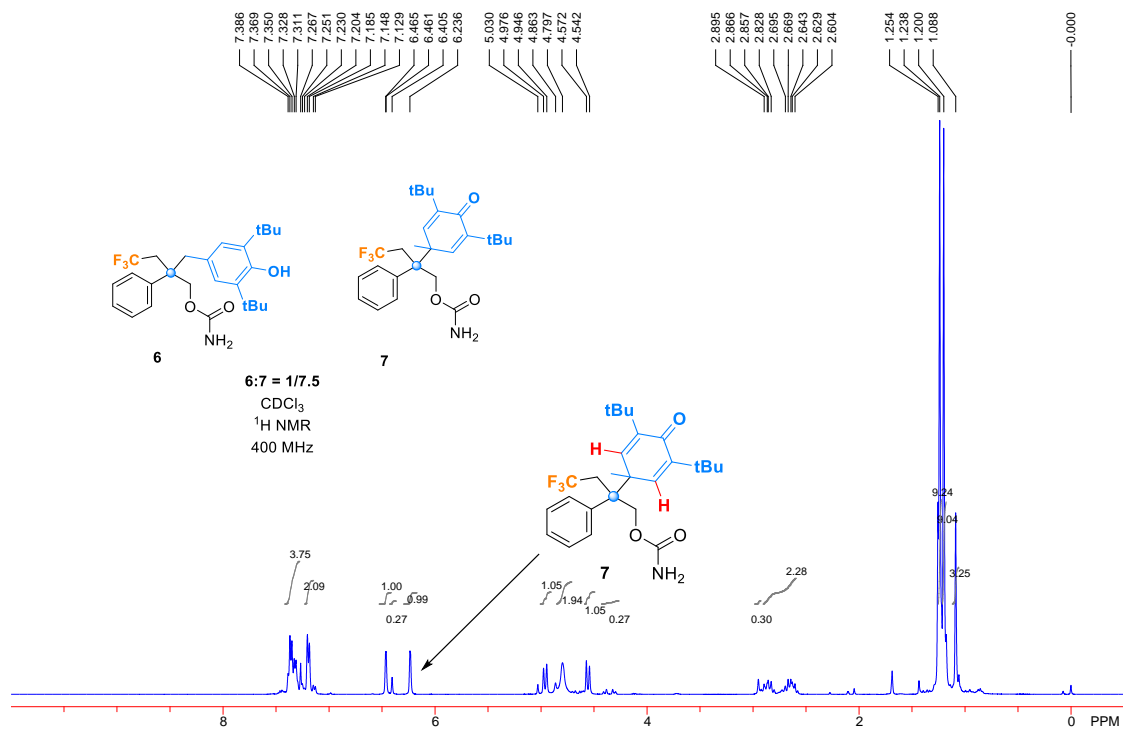 7.386
7.369
7.350
7.328
7.311
7.267
7.251
7.230
7.204
7.185
7.148
7.129
6.465
6.461
6.405
6.236
5.030
4.976
4.946
4.863
4.797
4.572
4.542
2.895
2.866
2.857
2.828
2.695
2.669
2.643
2.629
2.604
1.254
1.238
1.200
1.088
-0.000
tBu
F3C
OH
tBu
O
O
NH2
6
tBu
O
tBu
F3C
O
O
NH2
7
6:7 = 1/7.5
CDCl3
1H NMR
400 MHz
tBu
O
H
tBu
F3C
H
O
O
NH2
7
3.75
2.09
1.00
0.27
0.99
1.05
1.94
1.05
0.27
0.30
2.28
9.24
9.04
3.25
8
6
4
2
0
PPM